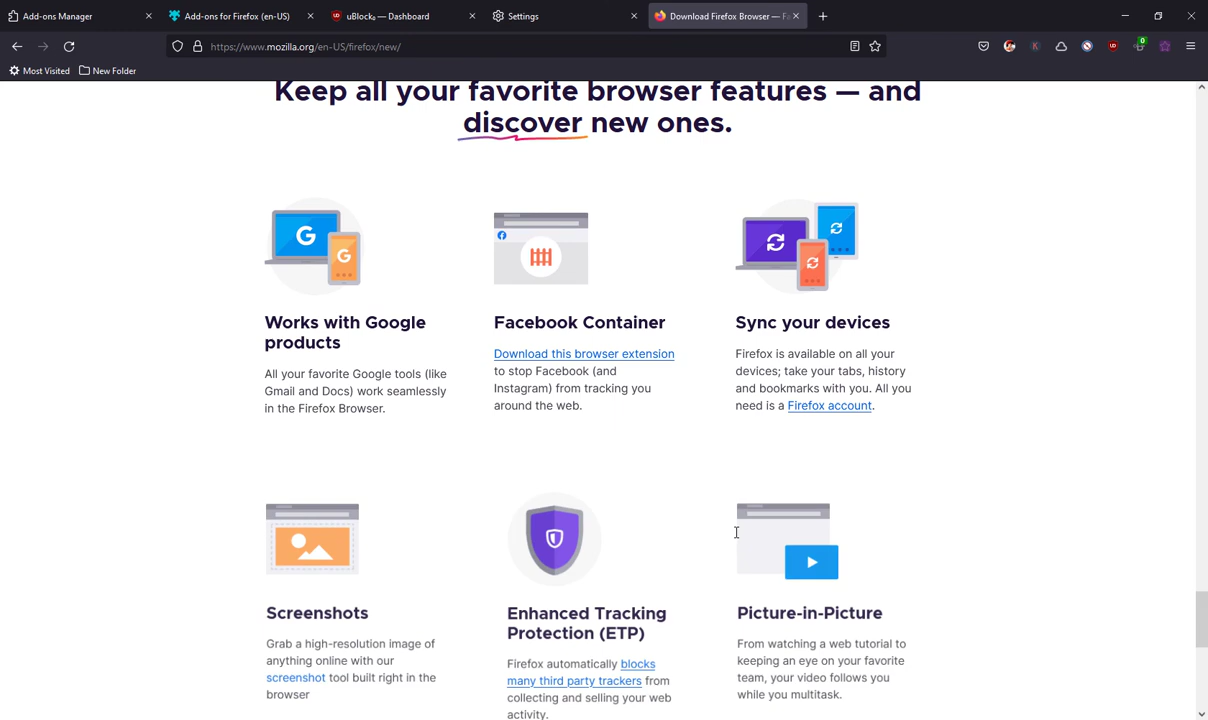 Add-ons Manager
Add-ons for Firefox (en-US)
uBlock₀ — Dashboard
Settings
Download Firefox Browser — Fa
https://www.mozilla.org/en-US/firefox/new/
K
UD
0
Most Visited
New Folder
Keep all your favorite browser features — and
discover new ones.
G
G
Works with Google
products
All your favorite Google tools (like
Gmail and Docs) work seamlessly
in the Firefox Browser.
Facebook Container
Download this browser extension
to stop Facebook (and
Instagram) from tracking you
around the web.
Sync your devices
Firefox is available on all your
devices; take your tabs, history
and bookmarks with you. All you
need is a Firefox account.
Screenshots
Grab a high-resolution image of
anything online with our
screenshot tool built right in the
browser
Enhanced Tracking
Protection (ETP)
Firefox automatically blocks
many third party trackers from
collecting and selling your web
activity.
Picture-in-Picture
From watching a web tutorial to
keeping an eye on your favorite
team, your video follows you
while you multitask.